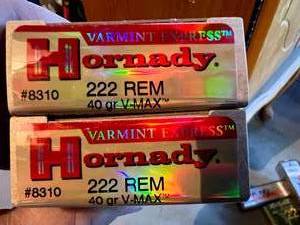 VARMINT EXPRESS™
Hornady
#8310
222 REM
40 gr V-MAX™
VARMINT EXPRESS™
Hornady
#8310
222 REM
40 gr V-MAX™